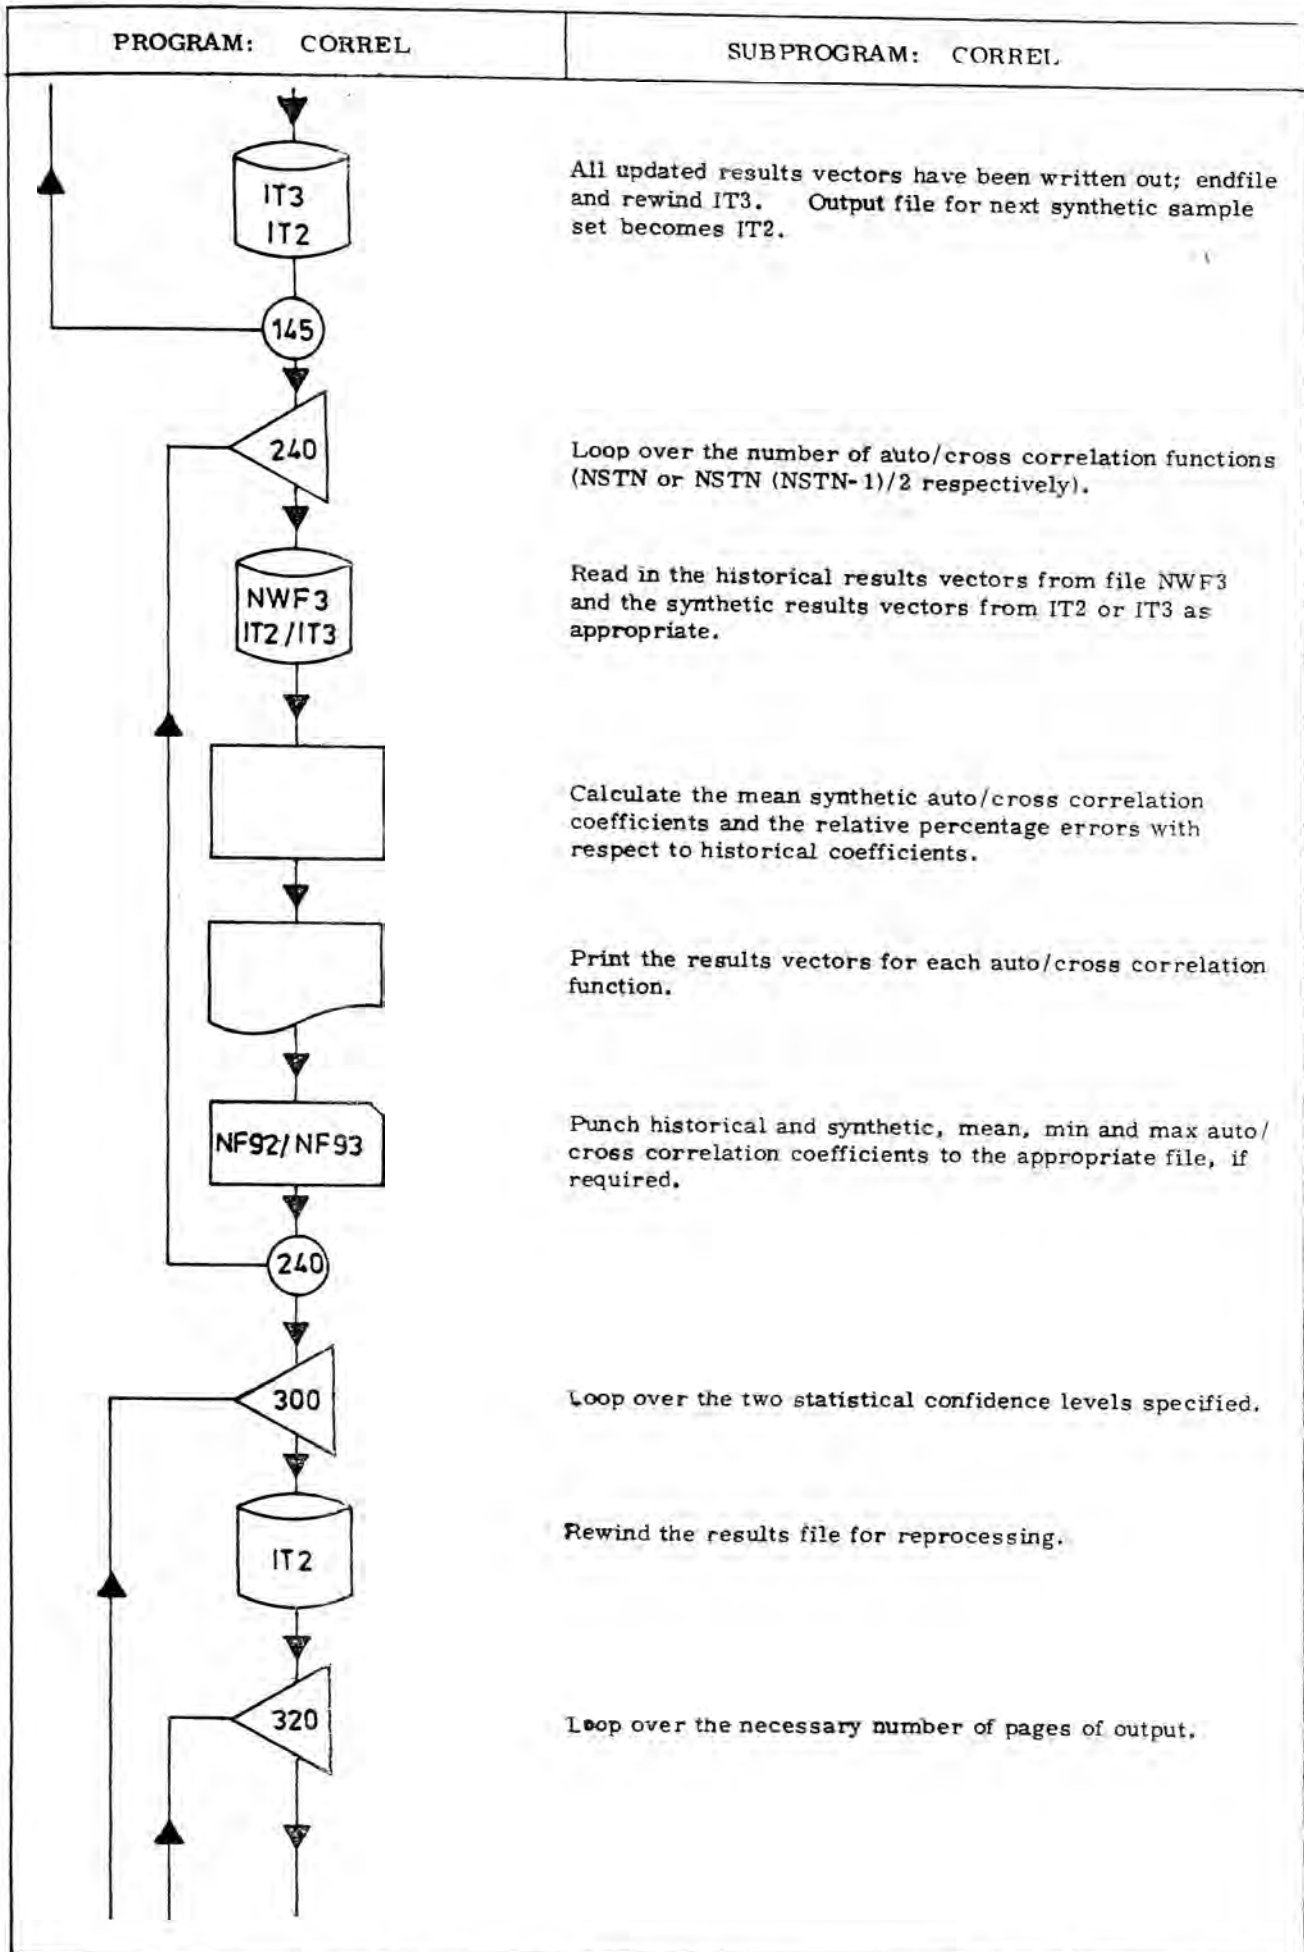 PROGRAM: CORREL
SUBPROGRAM: CORREL
IT3
IT2
All updated results vectors have been written out; endfile
and rewind IT3. Output file for next synthetic sample
set becomes IT2.
145
240
Loop over the number of auto/cross correlation functions
(NSTN or NSTN (NSTN-1)/2 respectively).
NWF3
IT2/IT3
Read in the historical results vectors from file NWF3
and the synthetic results vectors from IT2 or IT3 as
appropriate.
Calculate the mean synthetic auto/cross correlation
coefficients and the relative percentage errors with
respect to historical coefficients.
Print the results vectors for each auto/cross correlation
function.
NF92/NF93
Punch historical and synthetic, mean, min and max auto/
cross correlation coefficients to the appropriate file, if
required.
240
300
Loop over the two statistical confidence levels specified.
IT2
Rewind the results file for reprocessing.
320
Loop over the necessary number of pages of output.